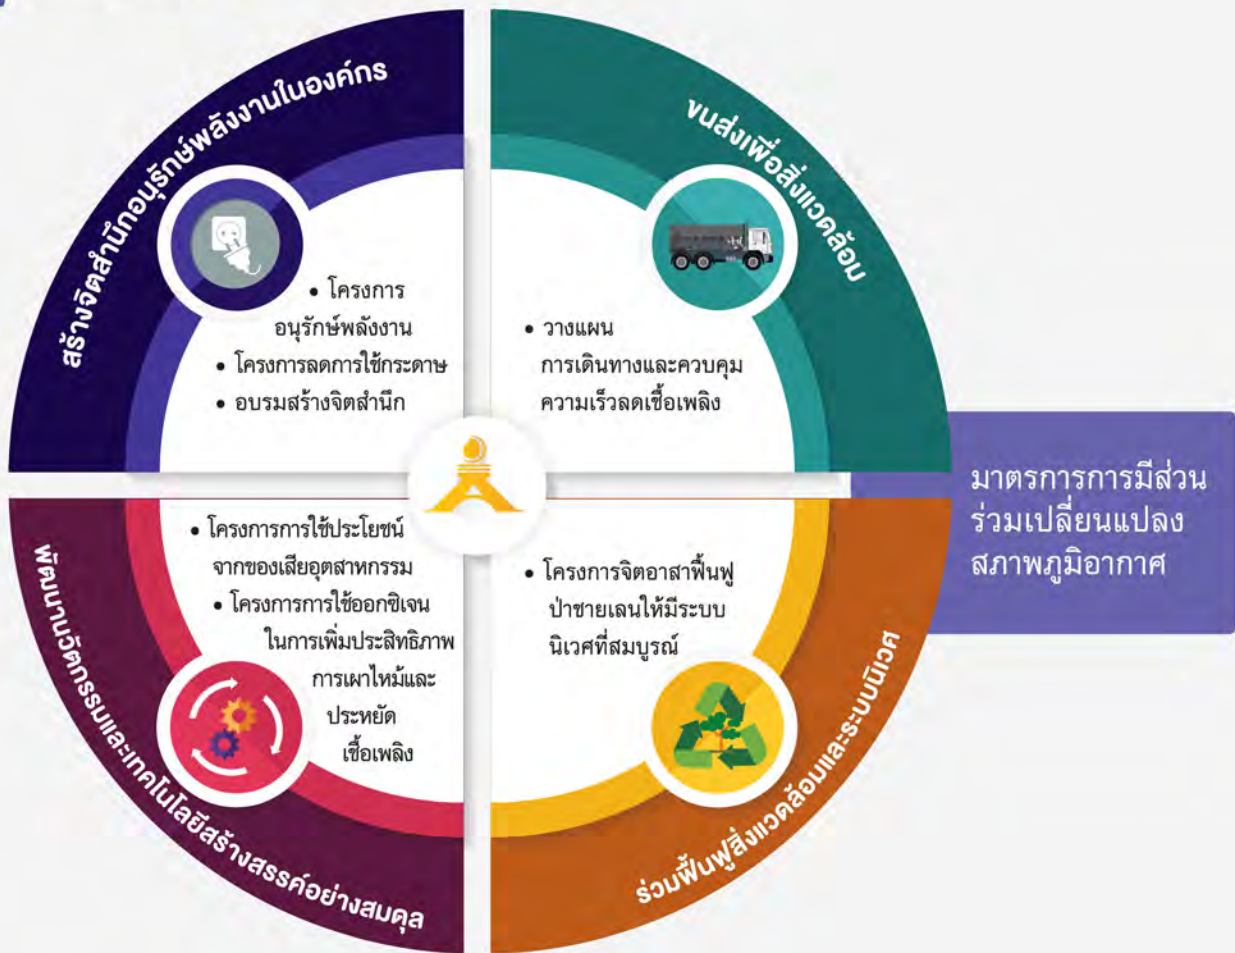 สร้างจิตสำนึกอนุรักษ์พลังงานในองค์กร
• โครงการ
อนุรักษ์พลังงาน
• โครงการลดการใช้กระดาษ
• อบรมสร้างจิตสำนึก
ขนส่งเพื่อสิ่งแวดล้อม
• วางแผน
การเดินทางและควบคุม
ความเร็วลดเชื้อเพลิง
มาตรการการมีส่วน
ร่วมเปลี่ยนแปลง
สภาพภูมิอากาศ
พัฒนานวัตกรรมและเทคโนโลยีสร้างสรรค์อย่างสมดุล
• โครงการการใช้ประโยชน์
จากของเสียอุตสาหกรรม
• โครงการการใช้ออกซิเจน
ในการเพิ่มประสิทธิภาพ
การเผาไหม้และ
ประหยัด
เชื้อเพลิง
• โครงการจิตอาสาฟื้นฟู
ป่าชายเลนให้มีระบบ
นิเวศที่สมบูรณ์
ร่วมฟื้นฟูสิ่งแวดล้อมและระบบนิเวศ